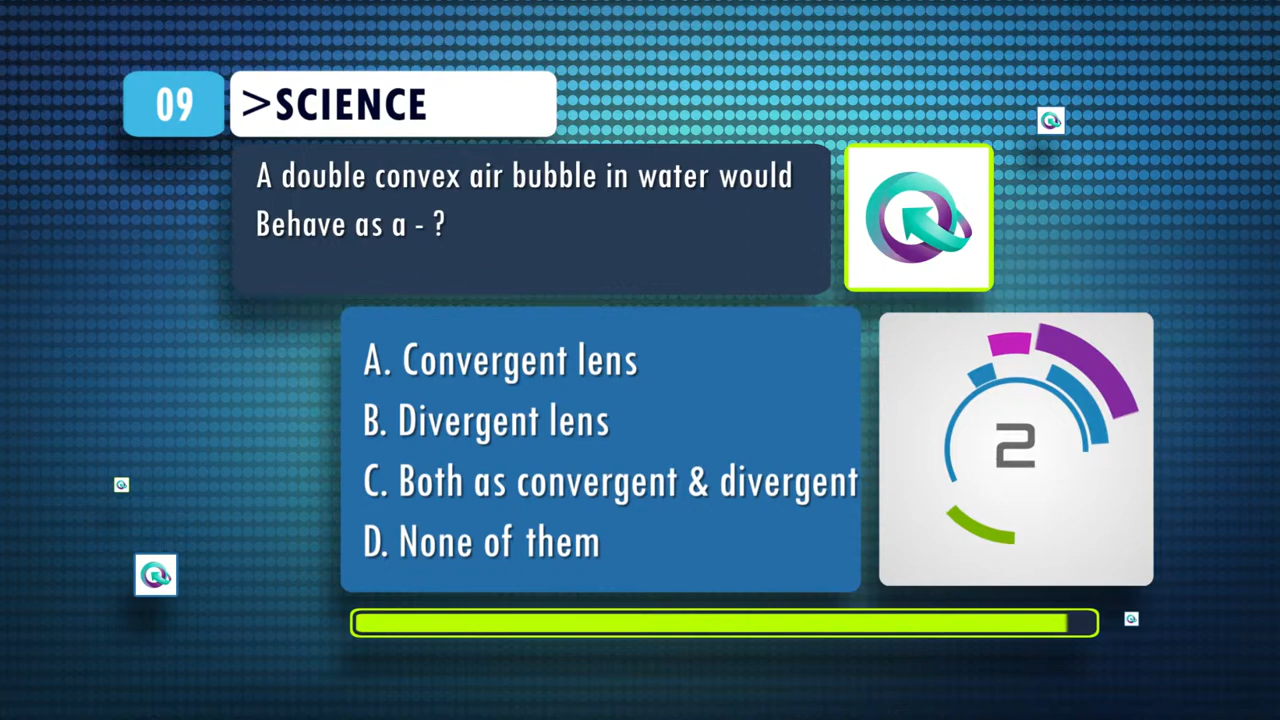 09
>SCIENCE
A double convex air bubble in water would
Behave as a - ?
A. Convergent lens
B. Divergent lens
C. Both as convergent & divergent
D. None of them
2